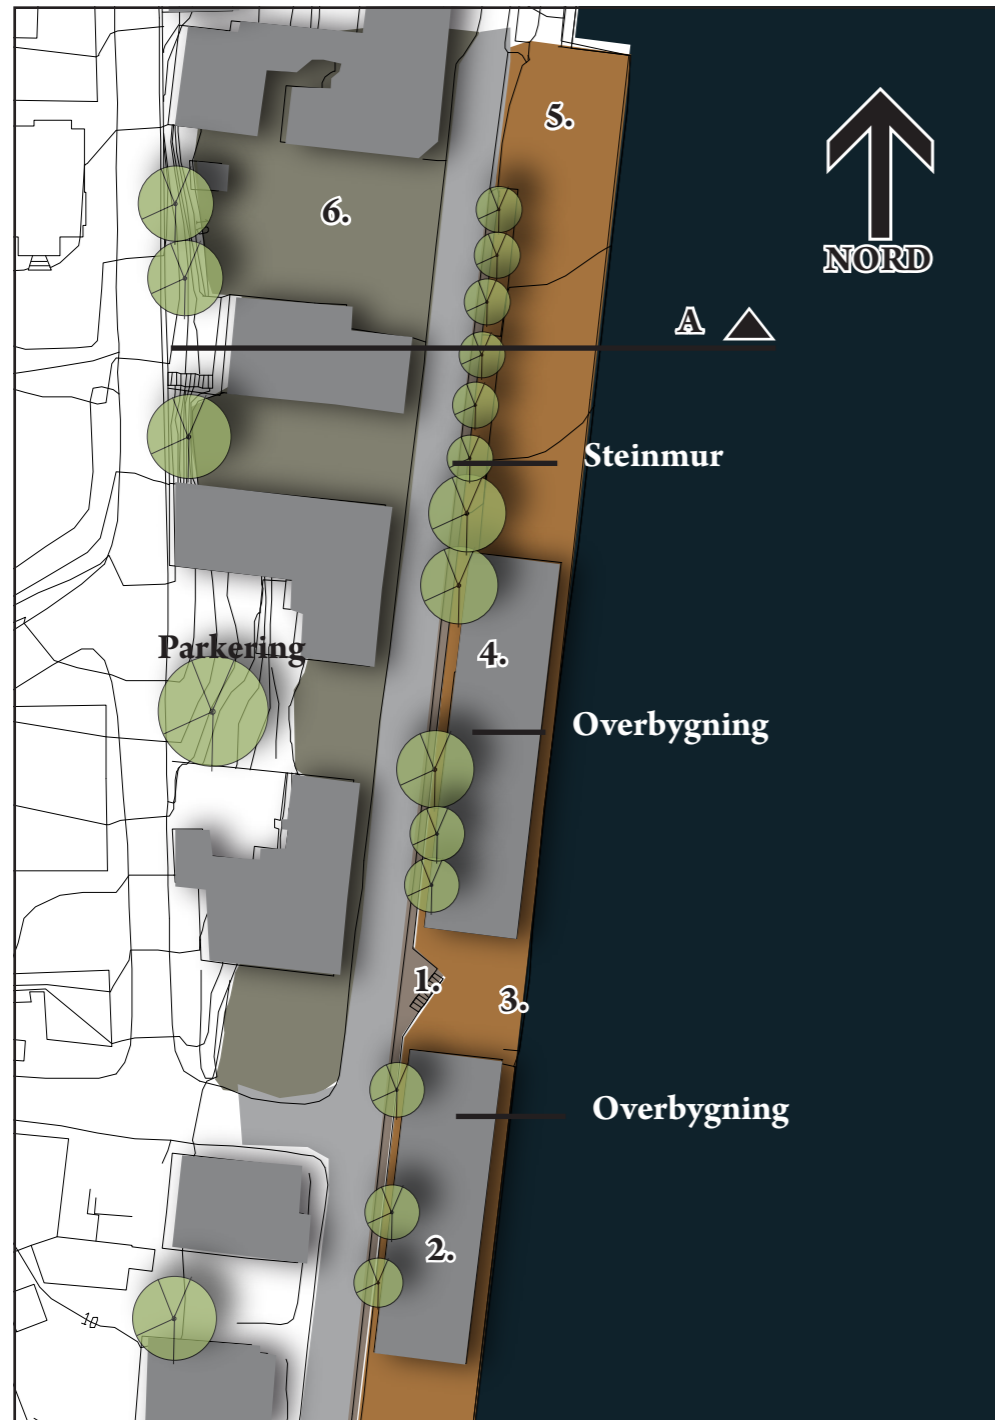 5.
6.
NORD
A
Steinmur
Parkering
4.
Overbygning
1.
3.
Overbygning
2.
10